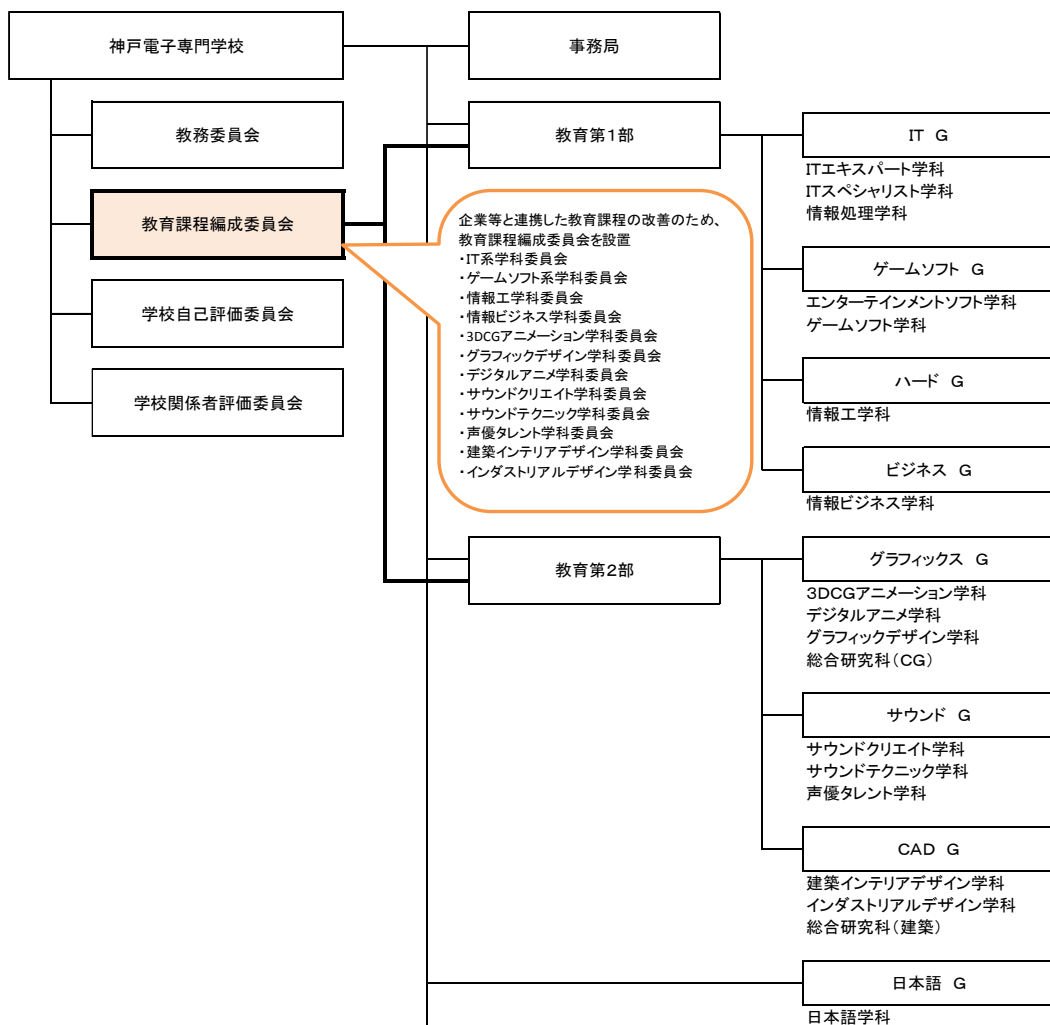 神戸電子専門学校
事務局
教務委員会
教育課程編成委員会
学校自己評価委員会
学校関係者評価委員会
教育第1部
企業等と連携した教育課程の改善のため、
教育課程編成委員会を設置
・IT系学科委員会
・ゲームソフト系学科委員会
・情報工学科委員会
・情報ビジネス学科委員会
・3DCGアニメーション学科委員会
・グラフィックデザイン学科委員会
・デジタルアニメ学科委員会
・サウンドクリエイト学科委員会
・サウンドテクニック学科委員会
・声優タレント学科委員会
・建築インテリアデザイン学科委員会
・インダストリアルデザイン学科委員会
IT G
ITエキスパート学科
ITスペシャリスト学科
情報処理学科
ゲームソフト G
エンターテインメントソフト学科
ゲームソフト学科
ハード G
情報工学科
ビジネス G
情報ビジネス学科
教育第2部
グラフィックス G
3DCGアニメーション学科
デジタルアニメ学科
グラフィックデザイン学科
総合研究科(CG)
サウンド G
サウンドクリエイト学科
サウンドテクニック学科
声優タレント学科
CAD G
建築インテリアデザイン学科
インダストリアルデザイン学科
総合研究科(建築)
日本語 G
日本語学科